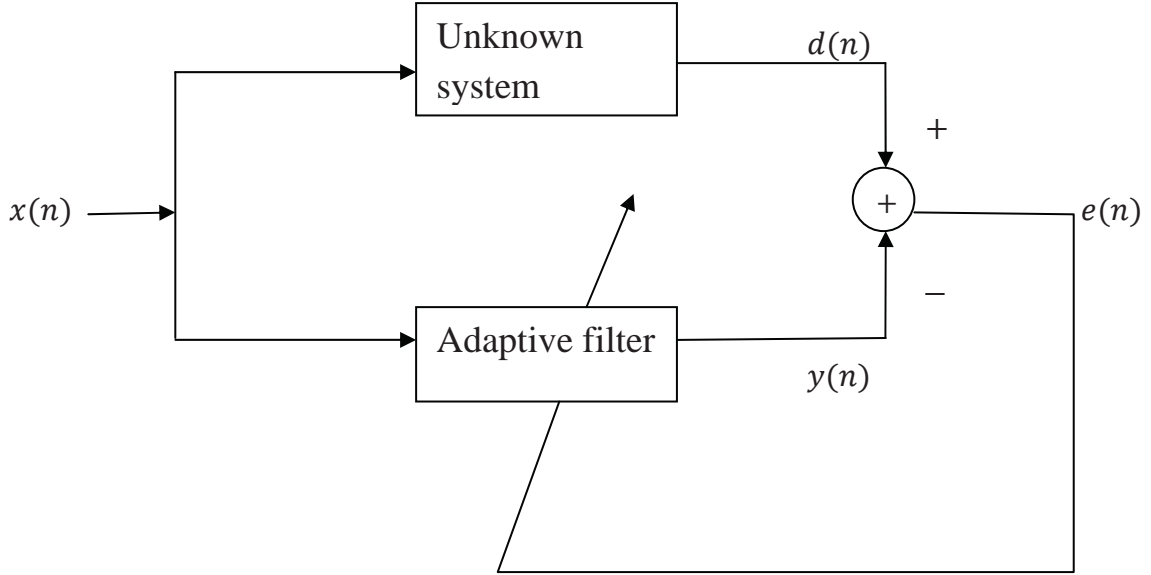 Unknown
system
𝑑(𝑛)
+
𝑥(𝑛)
+
𝑒(𝑛)
−
Adaptive filter
𝑦(𝑛)